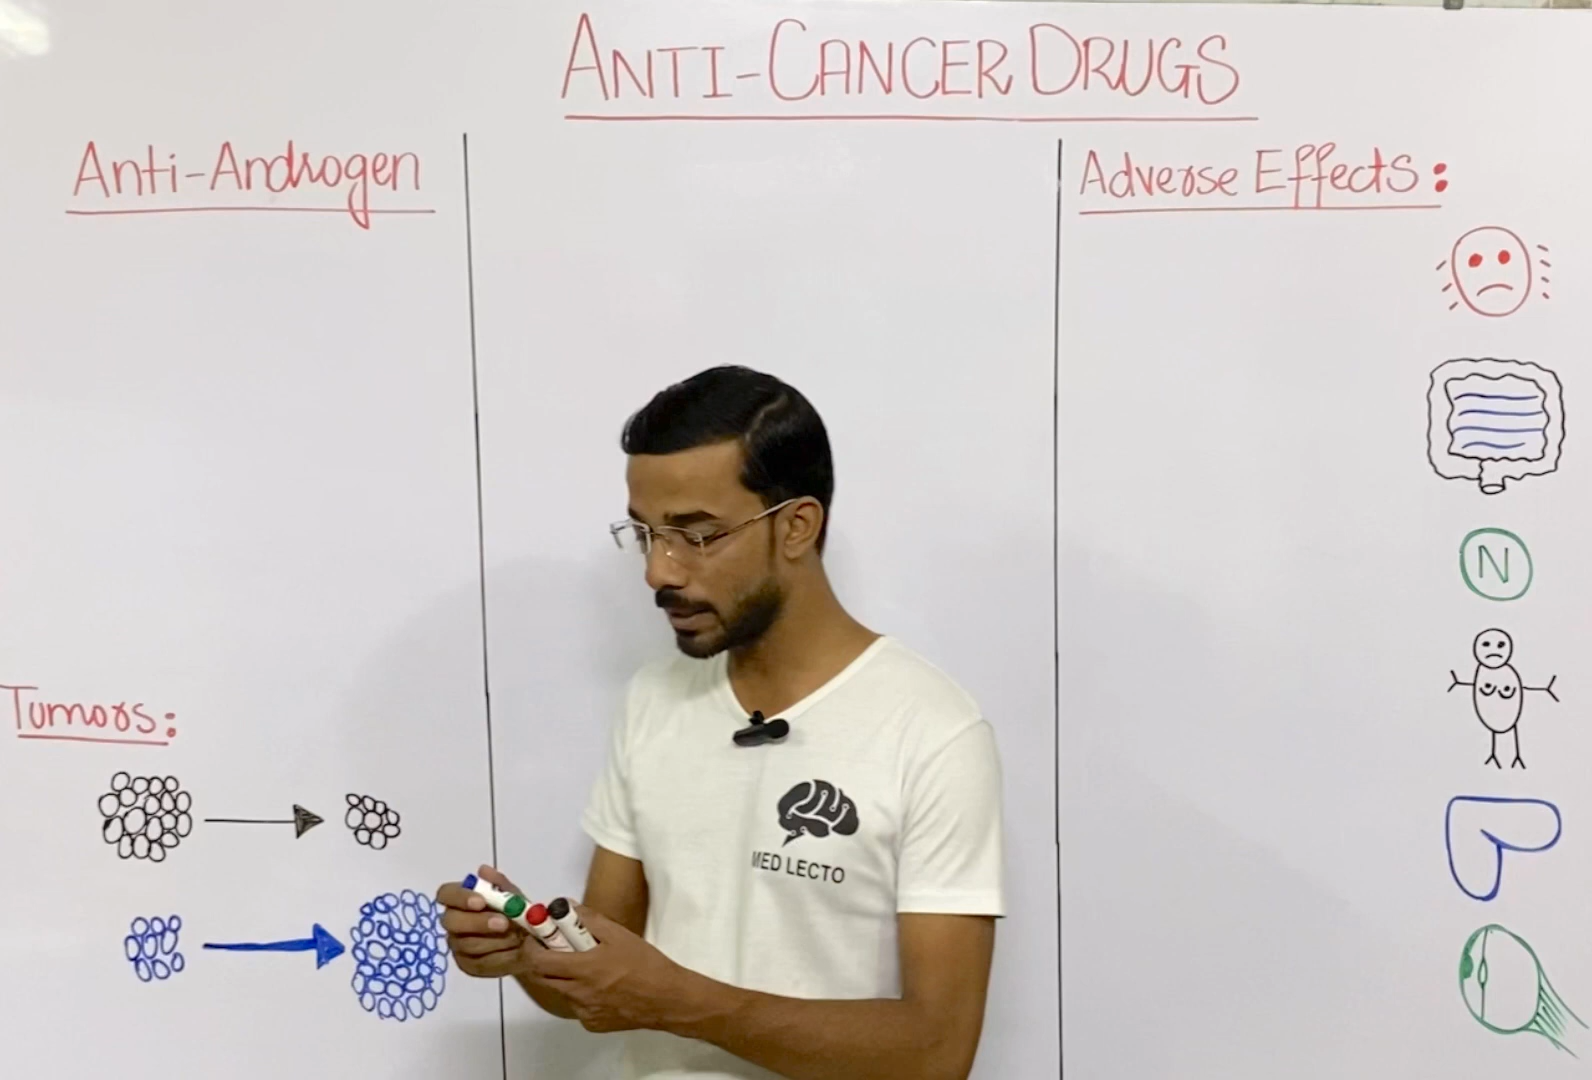 ANTI-CANCER DRUGS
Anti-Androgen
Adverse Effects:
N
Tumors:
MED LECTO